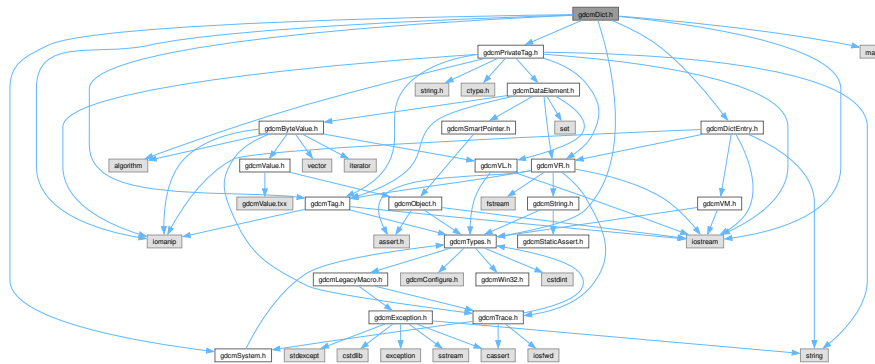 gdcmDict.h
gdcmPrivateTag.h
string.h
ctype.h
gdcmDataElement.h
gdcmByteValue.h
gdcmSmartPointer.h
set
gdcmDictEntry.h
algorithm
gdcmValue.h
vector
iterator
gdcmVL.h
gdcmVR.h
gdcmValue.txx
gdcmTag.h
gdcmObject.h
fstream
gdcmString.h
gdcmVM.h
iomanip
assert.h
gdcmTypes.h
gdcmStaticAssert.h
iostream
gdcmLegacyMacro.h
gdcmConfigure.h
gdcmWin32.h
cstdint
gdcmException.h
gdcmTrace.h
gdcmSystem.h
stdexcept
cstdlib
exception
sstream
cassert
iosfwd
string